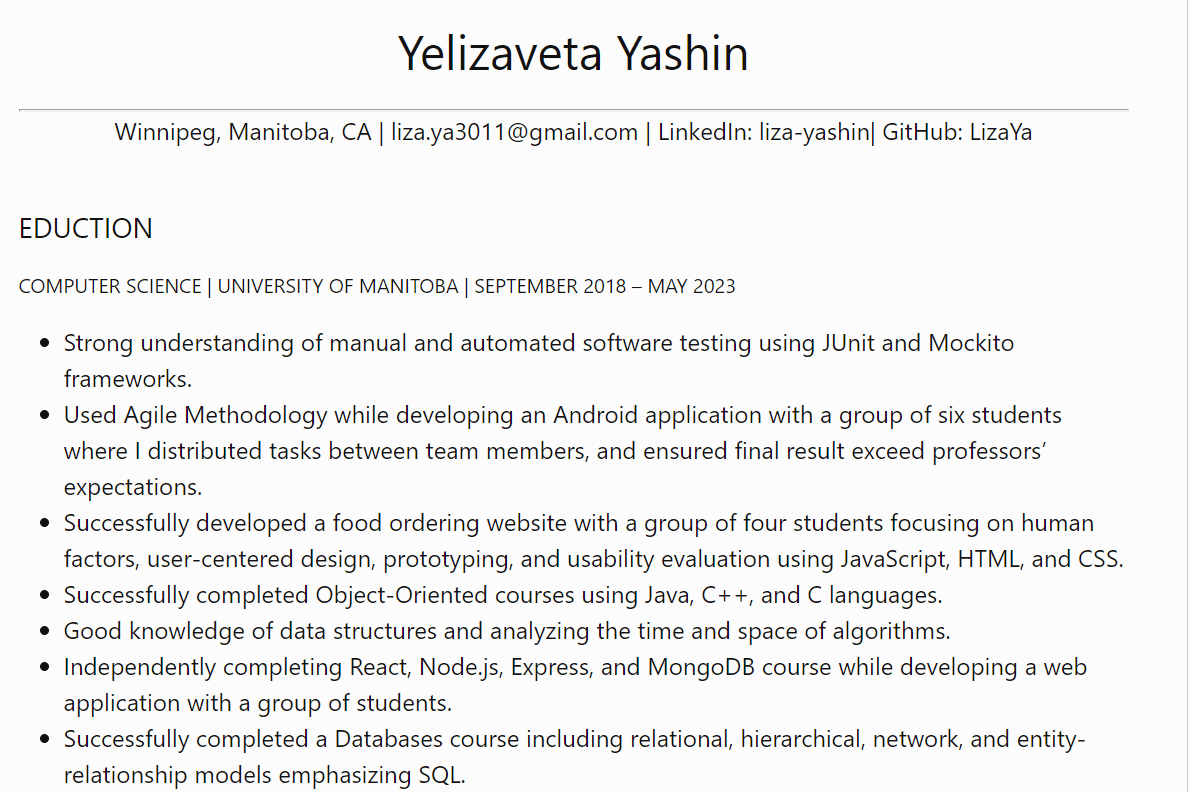 Yelizaveta Yashin
Winnipeg, Manitoba, CA | liza.ya3011@gmail.com | LinkedIn: liza-yashin| GitHub: LizaYa
EDUCTION
COMPUTER SCIENCE | UNIVERSITY OF MANITOBA | SEPTEMBER 2018 – MAY 2023
• Strong understanding of manual and automated software testing using JUnit and Mockito
frameworks.
• Used Agile Methodology while developing an Android application with a group of six students
where I distributed tasks between team members, and ensured final result exceed professors’
expectations.
• Successfully developed a food ordering website with a group of four students focusing on human
factors, user-centered design, prototyping, and usability evaluation using JavaScript, HTML, and CSS.
• Successfully completed Object-Oriented courses using Java, C++, and C languages.
• Good knowledge of data structures and analyzing the time and space of algorithms.
• Independently completing React, Node.js, Express, and MongoDB course while developing a web
application with a group of students.
• Successfully completed a Databases course including relational, hierarchical, network, and entity-
relationship models emphasizing SQL.